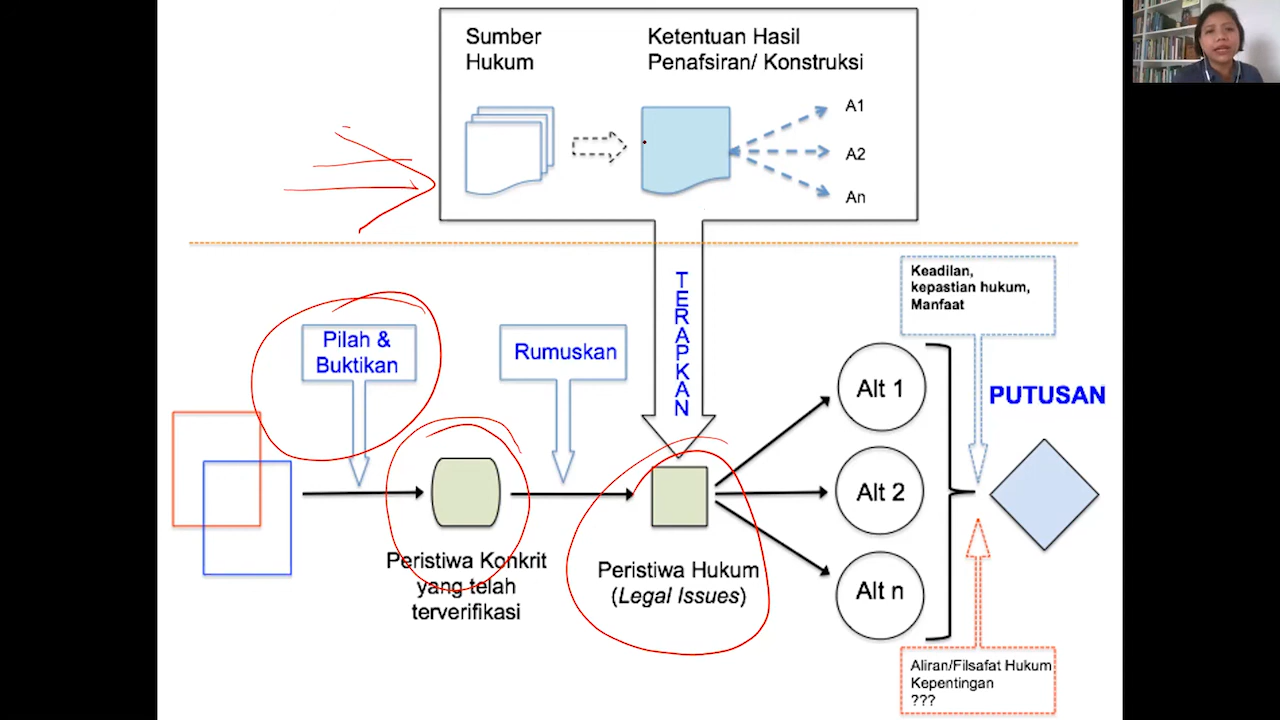 Sumber
Hukum
Ketentuan Hasil
Penafsiran/ Konstruksi
A1
A2
An
TERAPKAN
Keadilan,
kepastian hukum,
Manfaat
Pilah &
Buktikan
Rumuskan
PUTUSAN
Alt 1
Alt 2
Alt n
Peristiwa Konkrit
yang telah
terverifikasi
Peristiwa Hukum
(Legal Issues)
Aliran/Filsafat Hukum
Kepentingan
???